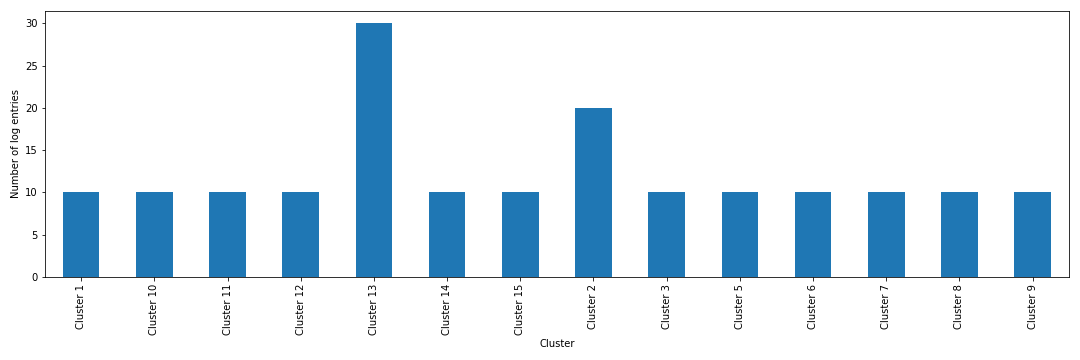 Number of log entries
30
25
20
15
10
5
0
Cluster 1
Cluster 10
Cluster 11
Cluster 12
Cluster 13
Cluster 14
Cluster 15
Cluster 2
Cluster 3
Cluster 5
Cluster 6
Cluster 7
Cluster 8
Cluster 9
Cluster